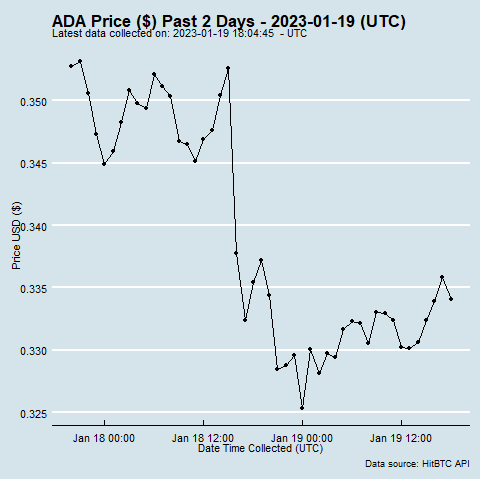 ADA Price ($) Past 2 Days - 2023-01-19 (UTC)
Latest data collected on: 2023-01-19 18:04:45 - UTC
0.350
0.345
0.340
0.335
0.330
0.325
Price USD ($)
Jan 18 00:00 Jan 18 12:00 Jan 19 00:00 Jan 19 12:00
Date Time Collected (UTC)
Data source: HitBTC API